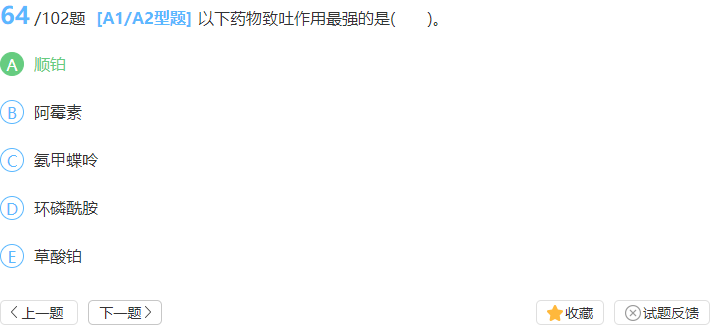 64 /102题 [A1/A2型题] 以下药物致吐作用最强的是(  )。
A 顺铂
B 阿霉素
C 氨甲蝶呤
D 环磷酰胺
E 草酸铂
上一题 下一题 收藏 试题反馈